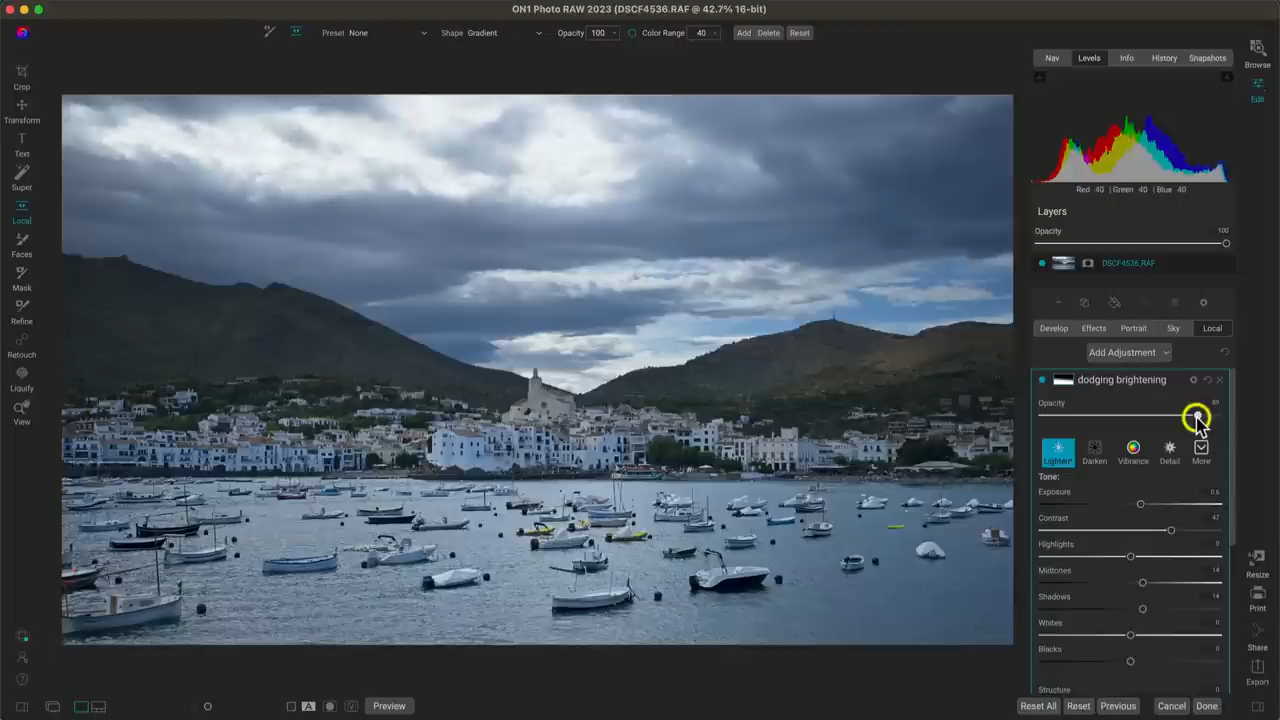 ON1 Photo RAW 2023 (DSCF4536.RAF @ 42.7% 16-bit)
Preset None Shape Gradient Opacity 100 Color Range 40 Add Delete Reset
Crop
Transform
Text
Super
Local
Faces
Mask
Refine
Retouch
Liquify
View
Nav Levels Info History Snapshots
Red 40 | Green 40 | Blue 40
Layers
Opacity 100
DSCF4536.RAF
Develop Effects Portrait Sky Local
Add Adjustment
dodging brightening
Opacity 89
Lighten Darken Vibrance Detail More
Tone:
Exposure 0.6
Contrast 47
Highlights 0
Midtones 14
Shadows 14
Whites 0
Blacks 0
Structure 0
Browse
Edit
Resize
Print
Share
Export
A Preview
Reset All Reset Previous Cancel Done